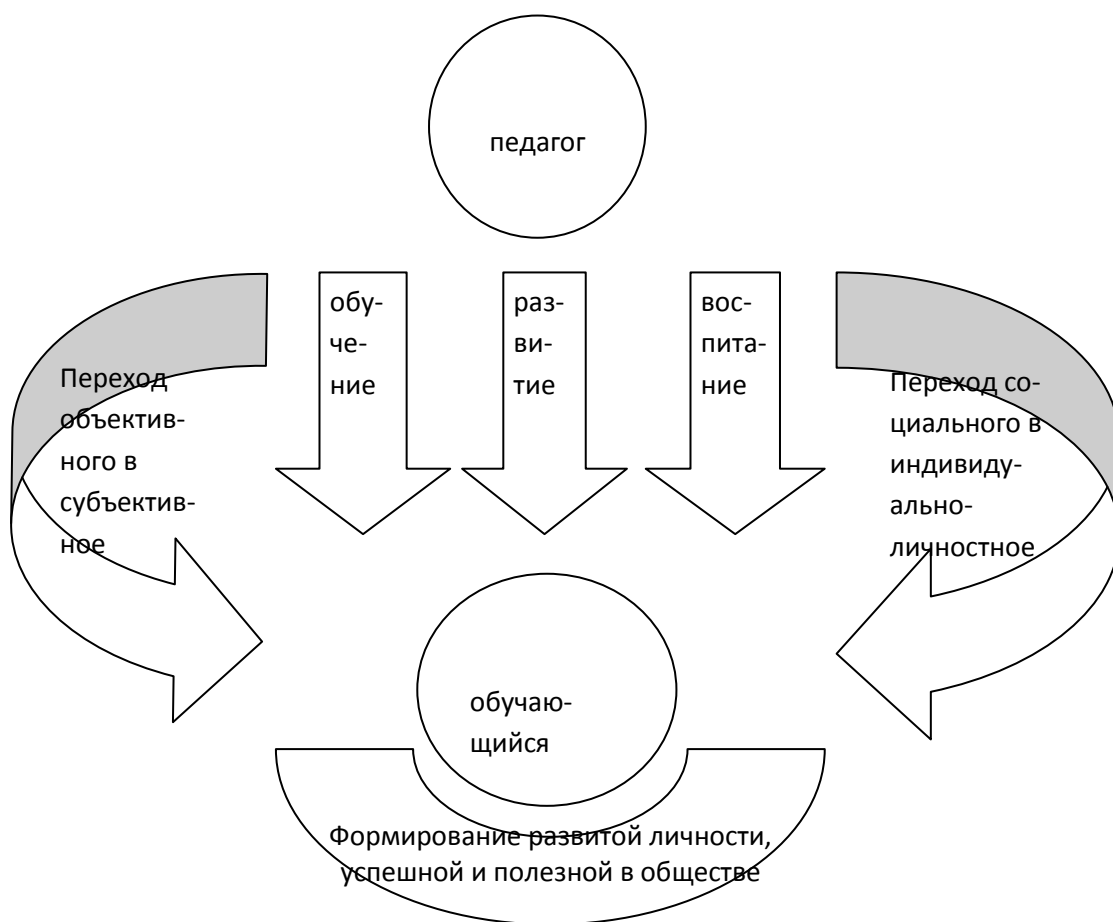 педагог
обу-
че-
ние
раз-
ви-
тие
вос-
пита-
ние
Переход
объектив-
ного в
субъектив-
ное
Переход со-
циального в
индивиду-
ально-
личностное
обучаю-
щийся
Формирование развитой личности,
успешной и полезной в обществе